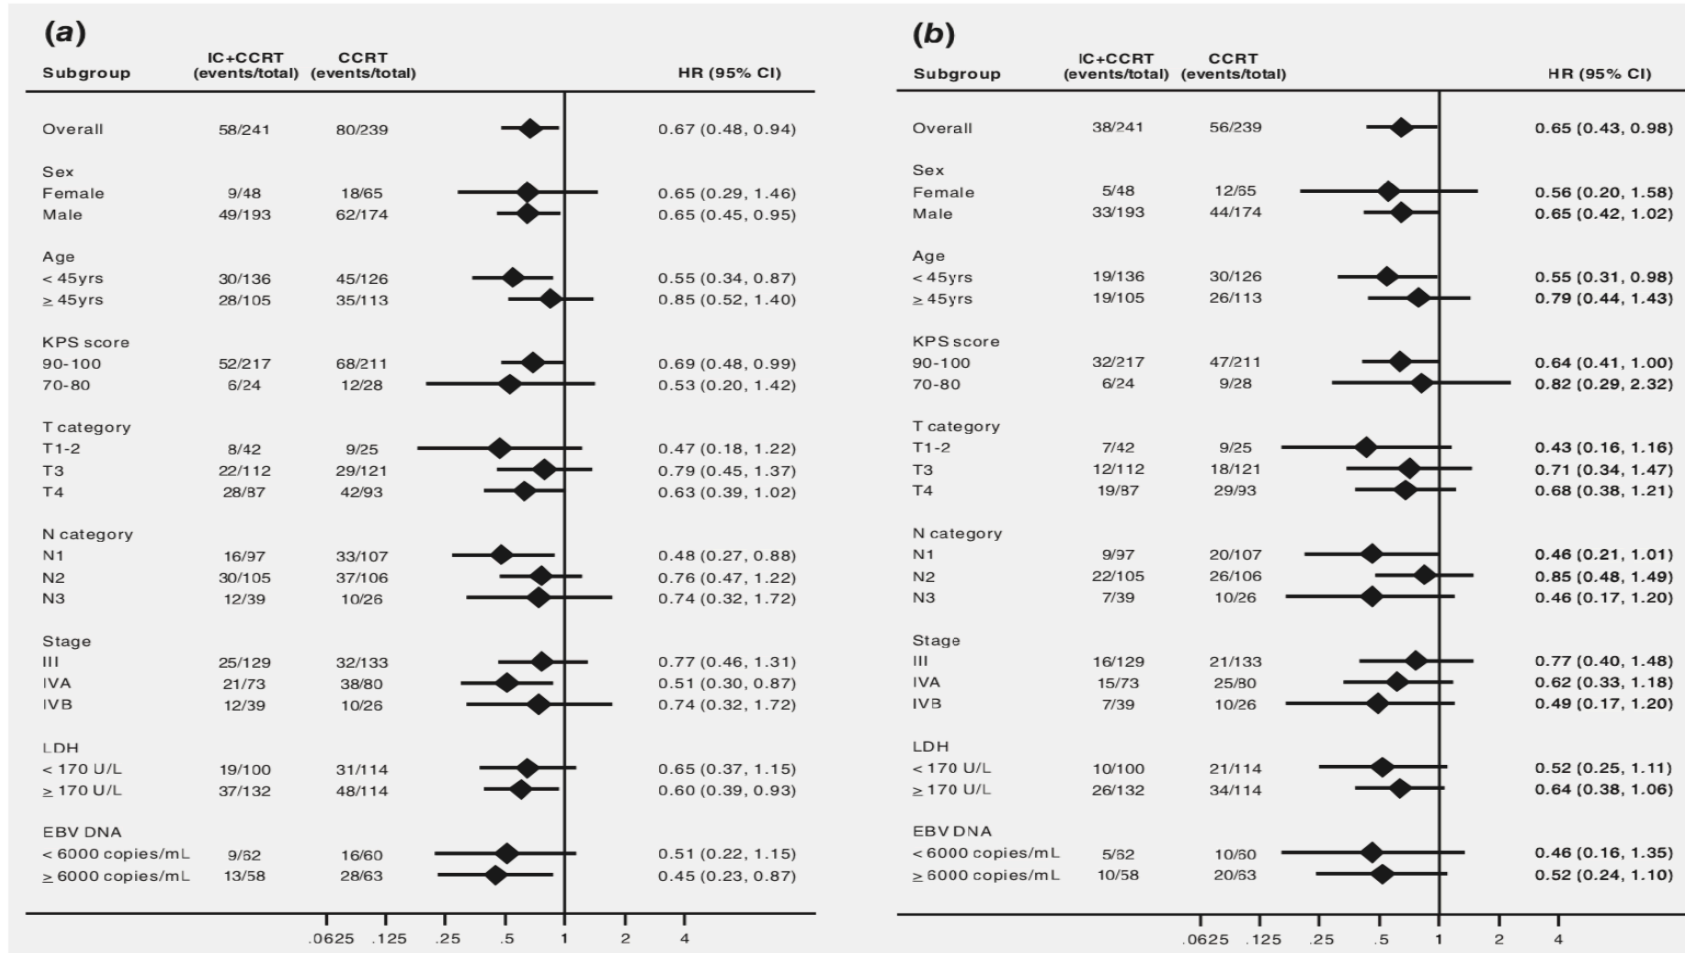 (a)
Subgroup IC+CCRT (events/total) CCRT (events/total) HR (95% CI)
Overall 58/241 80/239 0.67 (0.48, 0.94)
Sex
Female 9/48 18/65 0.65 (0.29, 1.46)
Male 49/193 62/174 0.65 (0.45, 0.95)
Age
< 45yrs 30/136 45/126 0.55 (0.34, 0.87)
≥ 45yrs 28/105 35/113 0.85 (0.52, 1.40)
KPS score
90-100 52/217 68/211 0.69 (0.48, 0.99)
70-80 6/24 12/28 0.53 (0.20, 1.42)
T category
T1-2 8/42 9/25 0.47 (0.18, 1.22)
T3 22/112 29/121 0.79 (0.45, 1.37)
T4 28/87 42/93 0.63 (0.39, 1.02)
N category
N1 16/97 33/107 0.48 (0.27, 0.88)
N2 30/105 37/106 0.76 (0.47, 1.22)
N3 12/39 10/26 0.74 (0.32, 1.72)
Stage
III 25/129 32/133 0.77 (0.46, 1.31)
IVA 21/73 38/80 0.51 (0.30, 0.87)
IVB 12/39 10/26 0.74 (0.32, 1.72)
LDH
< 170 U/L 19/100 31/114 0.65 (0.37, 1.15)
≥ 170 U/L 37/132 48/114 0.60 (0.39, 0.93)
EBV DNA
< 6000 copies/mL 9/62 16/60 0.51 (0.22, 1.15)
≥ 6000 copies/mL 13/58 28/63 0.45 (0.23, 0.87)
.0625 .125 .25 .5 1 2 4
(b)
Subgroup IC+CCRT (events/total) CCRT (events/total) HR (95% CI)
Overall 38/241 56/239 0.65 (0.43, 0.98)
Sex
Female 5/48 12/65 0.56 (0.20, 1.58)
Male 33/193 44/174 0.65 (0.42, 1.02)
Age
< 45yrs 19/136 30/126 0.55 (0.31, 0.98)
≥ 45yrs 19/105 26/113 0.79 (0.44, 1.43)
KPS score
90-100 32/217 47/211 0.64 (0.41, 1.00)
70-80 6/24 9/28 0.82 (0.29, 2.32)
T category
T1-2 7/42 9/25 0.43 (0.16, 1.16)
T3 12/112 18/121 0.71 (0.34, 1.47)
T4 19/87 29/93 0.68 (0.38, 1.21)
N category
N1 9/97 20/107 0.46 (0.21, 1.01)
N2 22/105 26/106 0.85 (0.48, 1.49)
N3 7/39 10/26 0.46 (0.17, 1.20)
Stage
III 16/129 21/133 0.77 (0.40, 1.48)
IVA 15/73 25/80 0.62 (0.33, 1.18)
IVB 7/39 10/26 0.49 (0.17, 1.20)
LDH
< 170 U/L 10/100 21/114 0.52 (0.25, 1.11)
≥ 170 U/L 26/132 34/114 0.64 (0.38, 1.06)
EBV DNA
< 6000 copies/mL 5/62 10/60 0.46 (0.16, 1.35)
≥ 6000 copies/mL 10/58 20/63 0.52 (0.24, 1.10)
.0625 .125 .25 .5 1 2 4